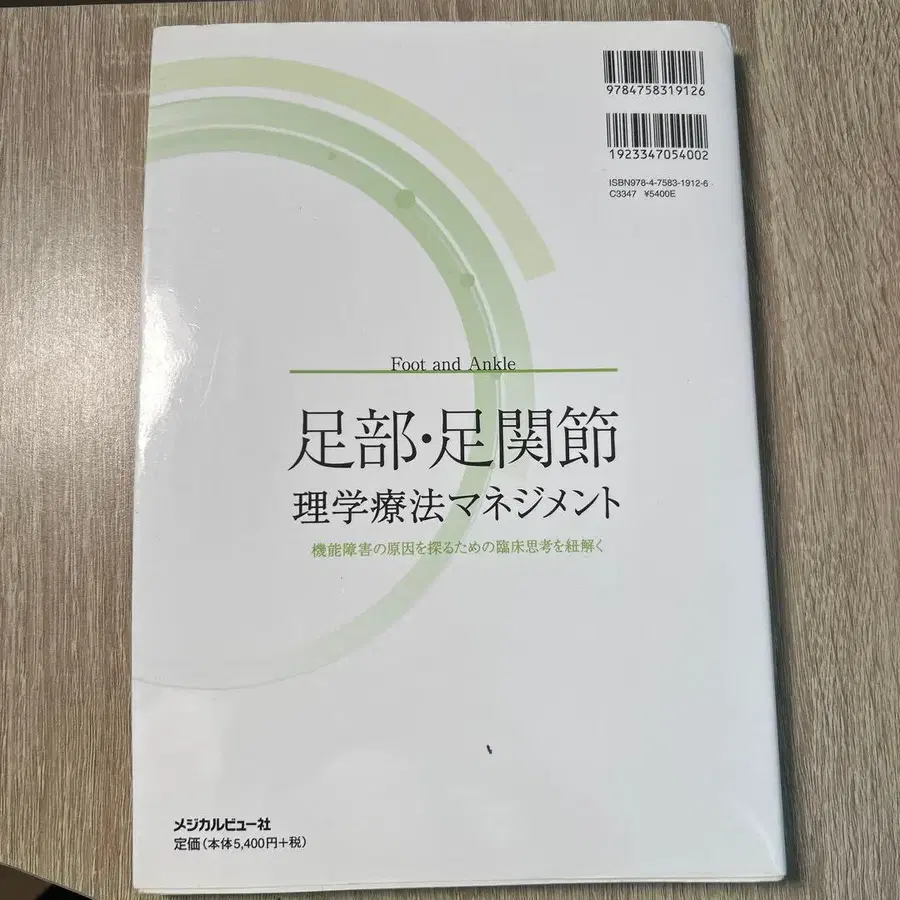 9784758319126
1923347054002
ISBN978-4-7583-1912-6
C3347 ¥5400E
Foot and Ankle
足部・足関節
理学療法マネジメント
機能障害の原因を探るための臨床思考を紐解く
メジカルビュー社
定価(本体5,400円+税)